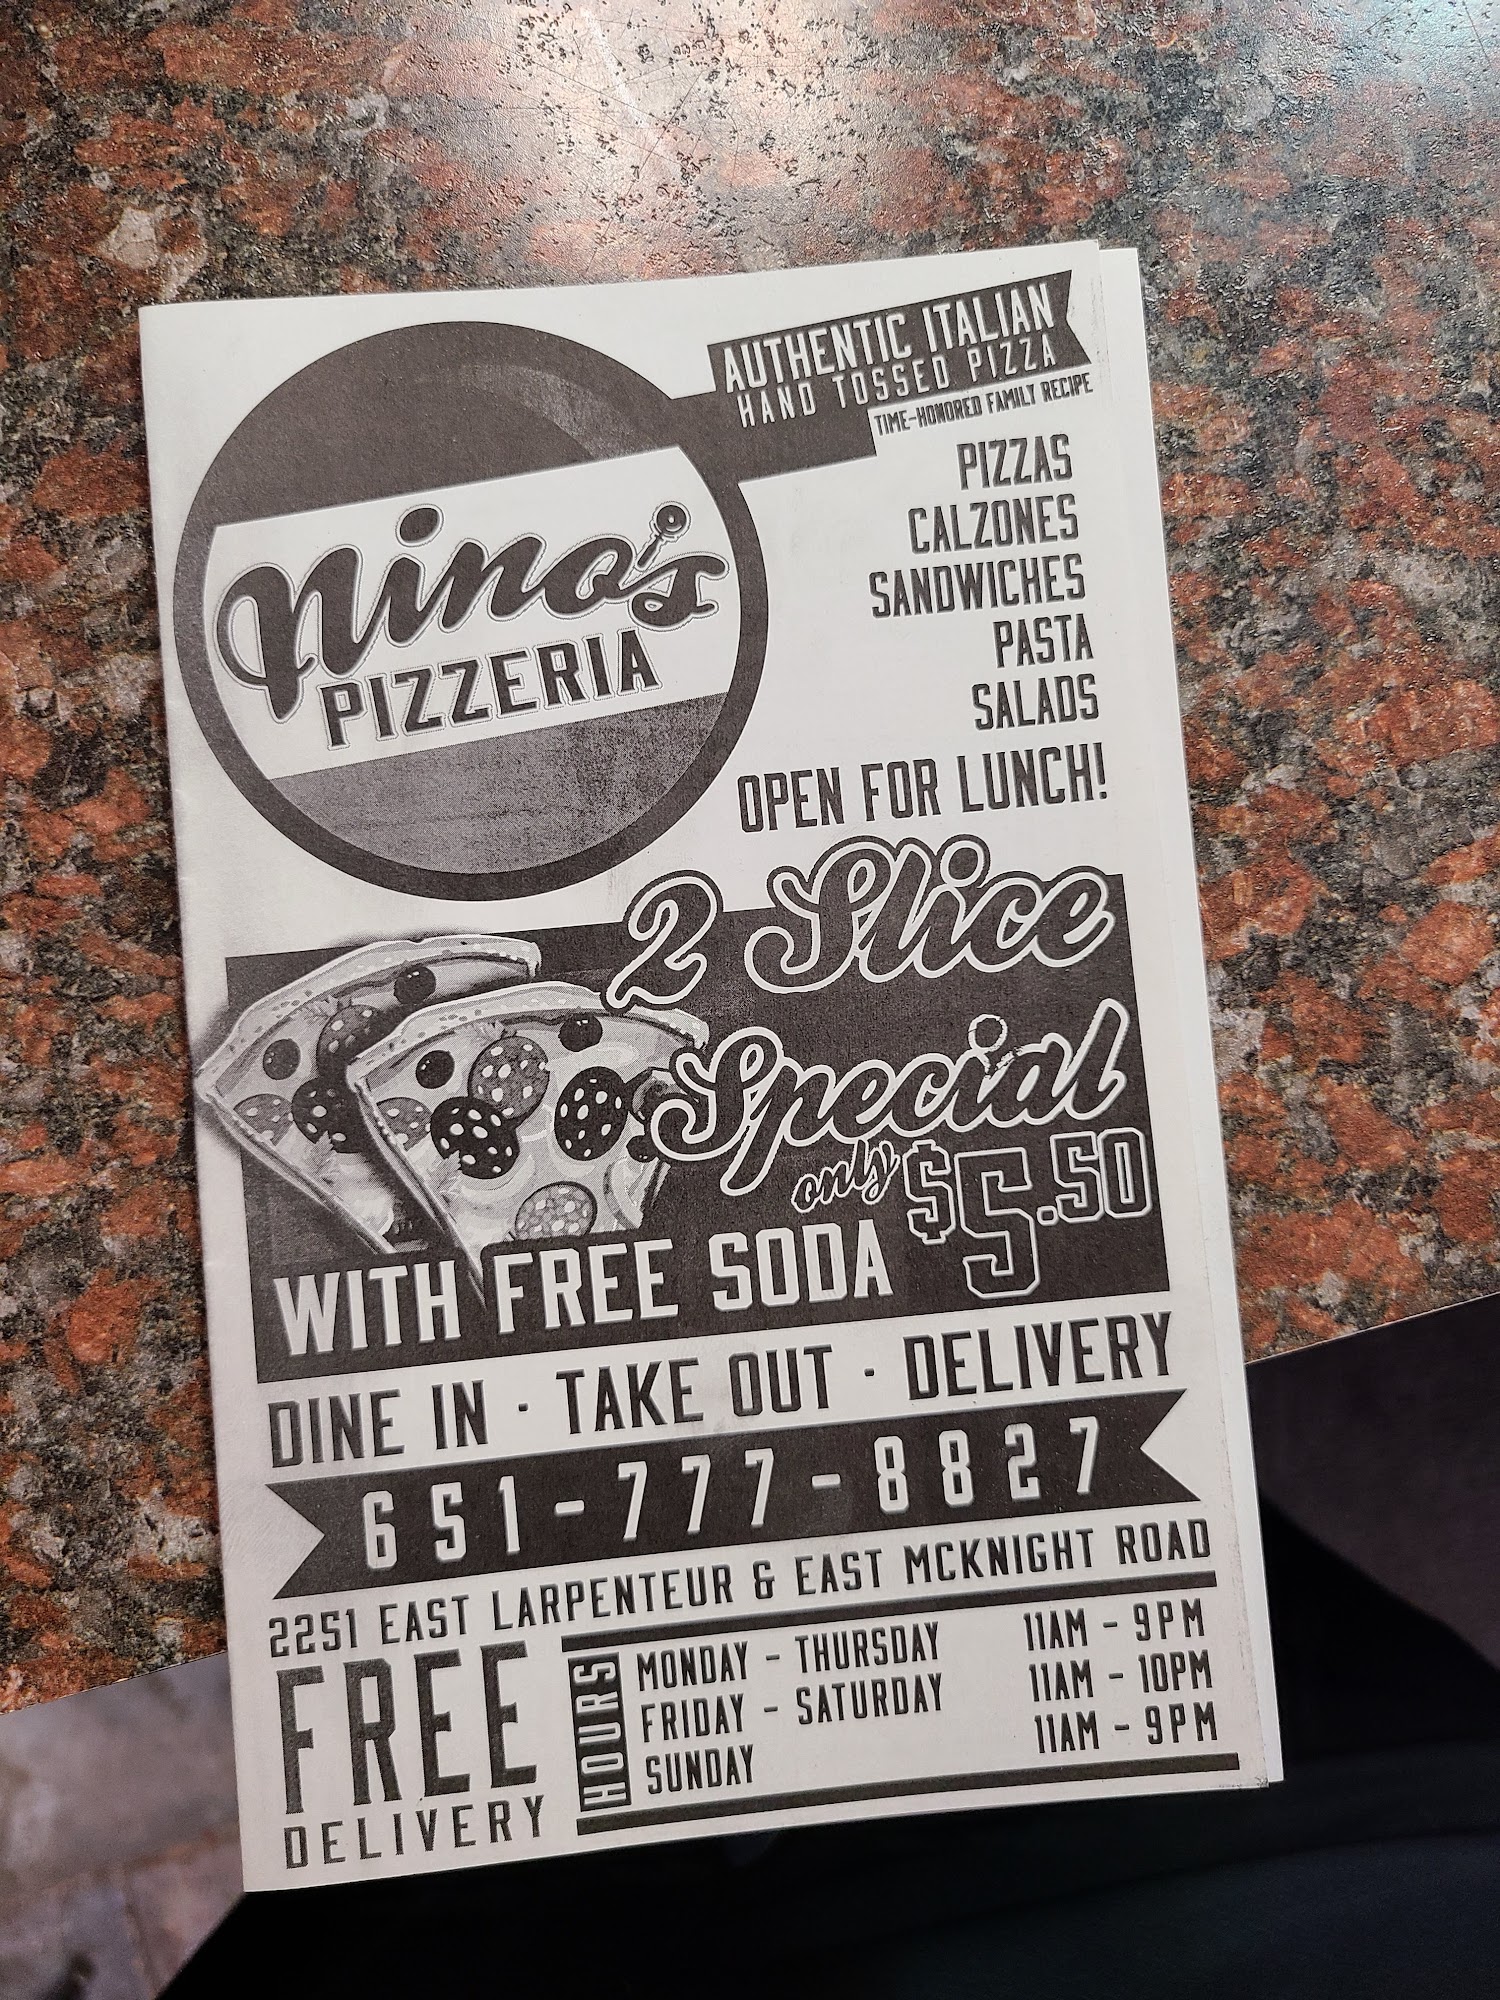 AUTHENTIC ITALIAN
HAND TOSSED PIZZA
TIME-HONORED FAMILY RECIPE
Nino's
PIZZERIA
PIZZAS
CALZONES
SANDWICHES
PASTA
SALADS
OPEN FOR LUNCH!
2 Slice
Special
only $5.50
WITH FREE SODA
DINE IN · TAKE OUT · DELIVERY
651-777-8827
2251 EAST LARPENTEUR & EAST MCKNIGHT ROAD
FREE
DELIVERY
HOURS
MONDAY - THURSDAY 11AM - 9PM
FRIDAY - SATURDAY 11AM - 10PM
SUNDAY 11AM - 9PM